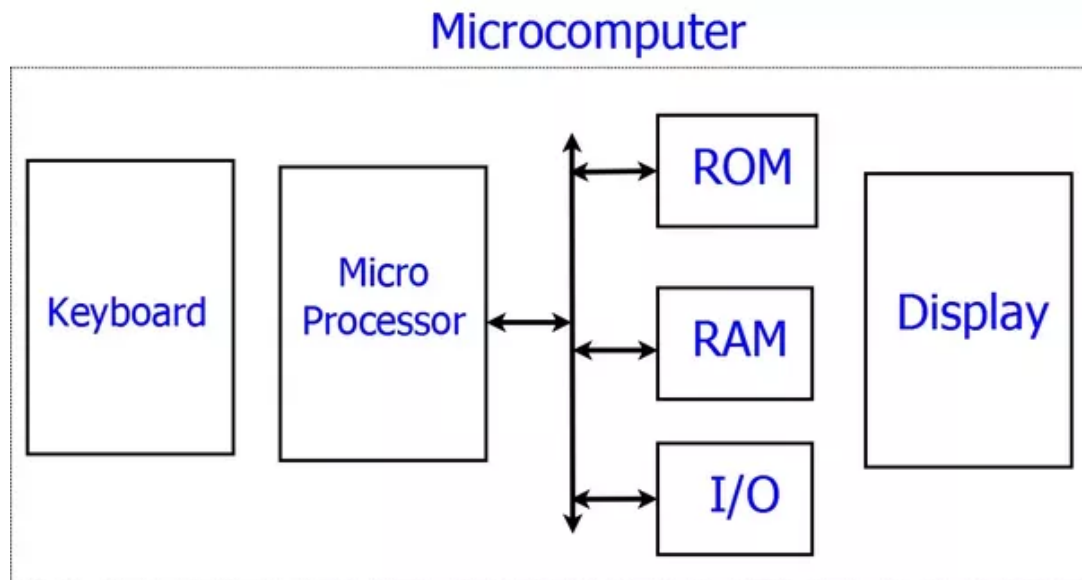 Microcomputer
Keyboard
Micro
Processor
ROM
RAM
I/O
Display